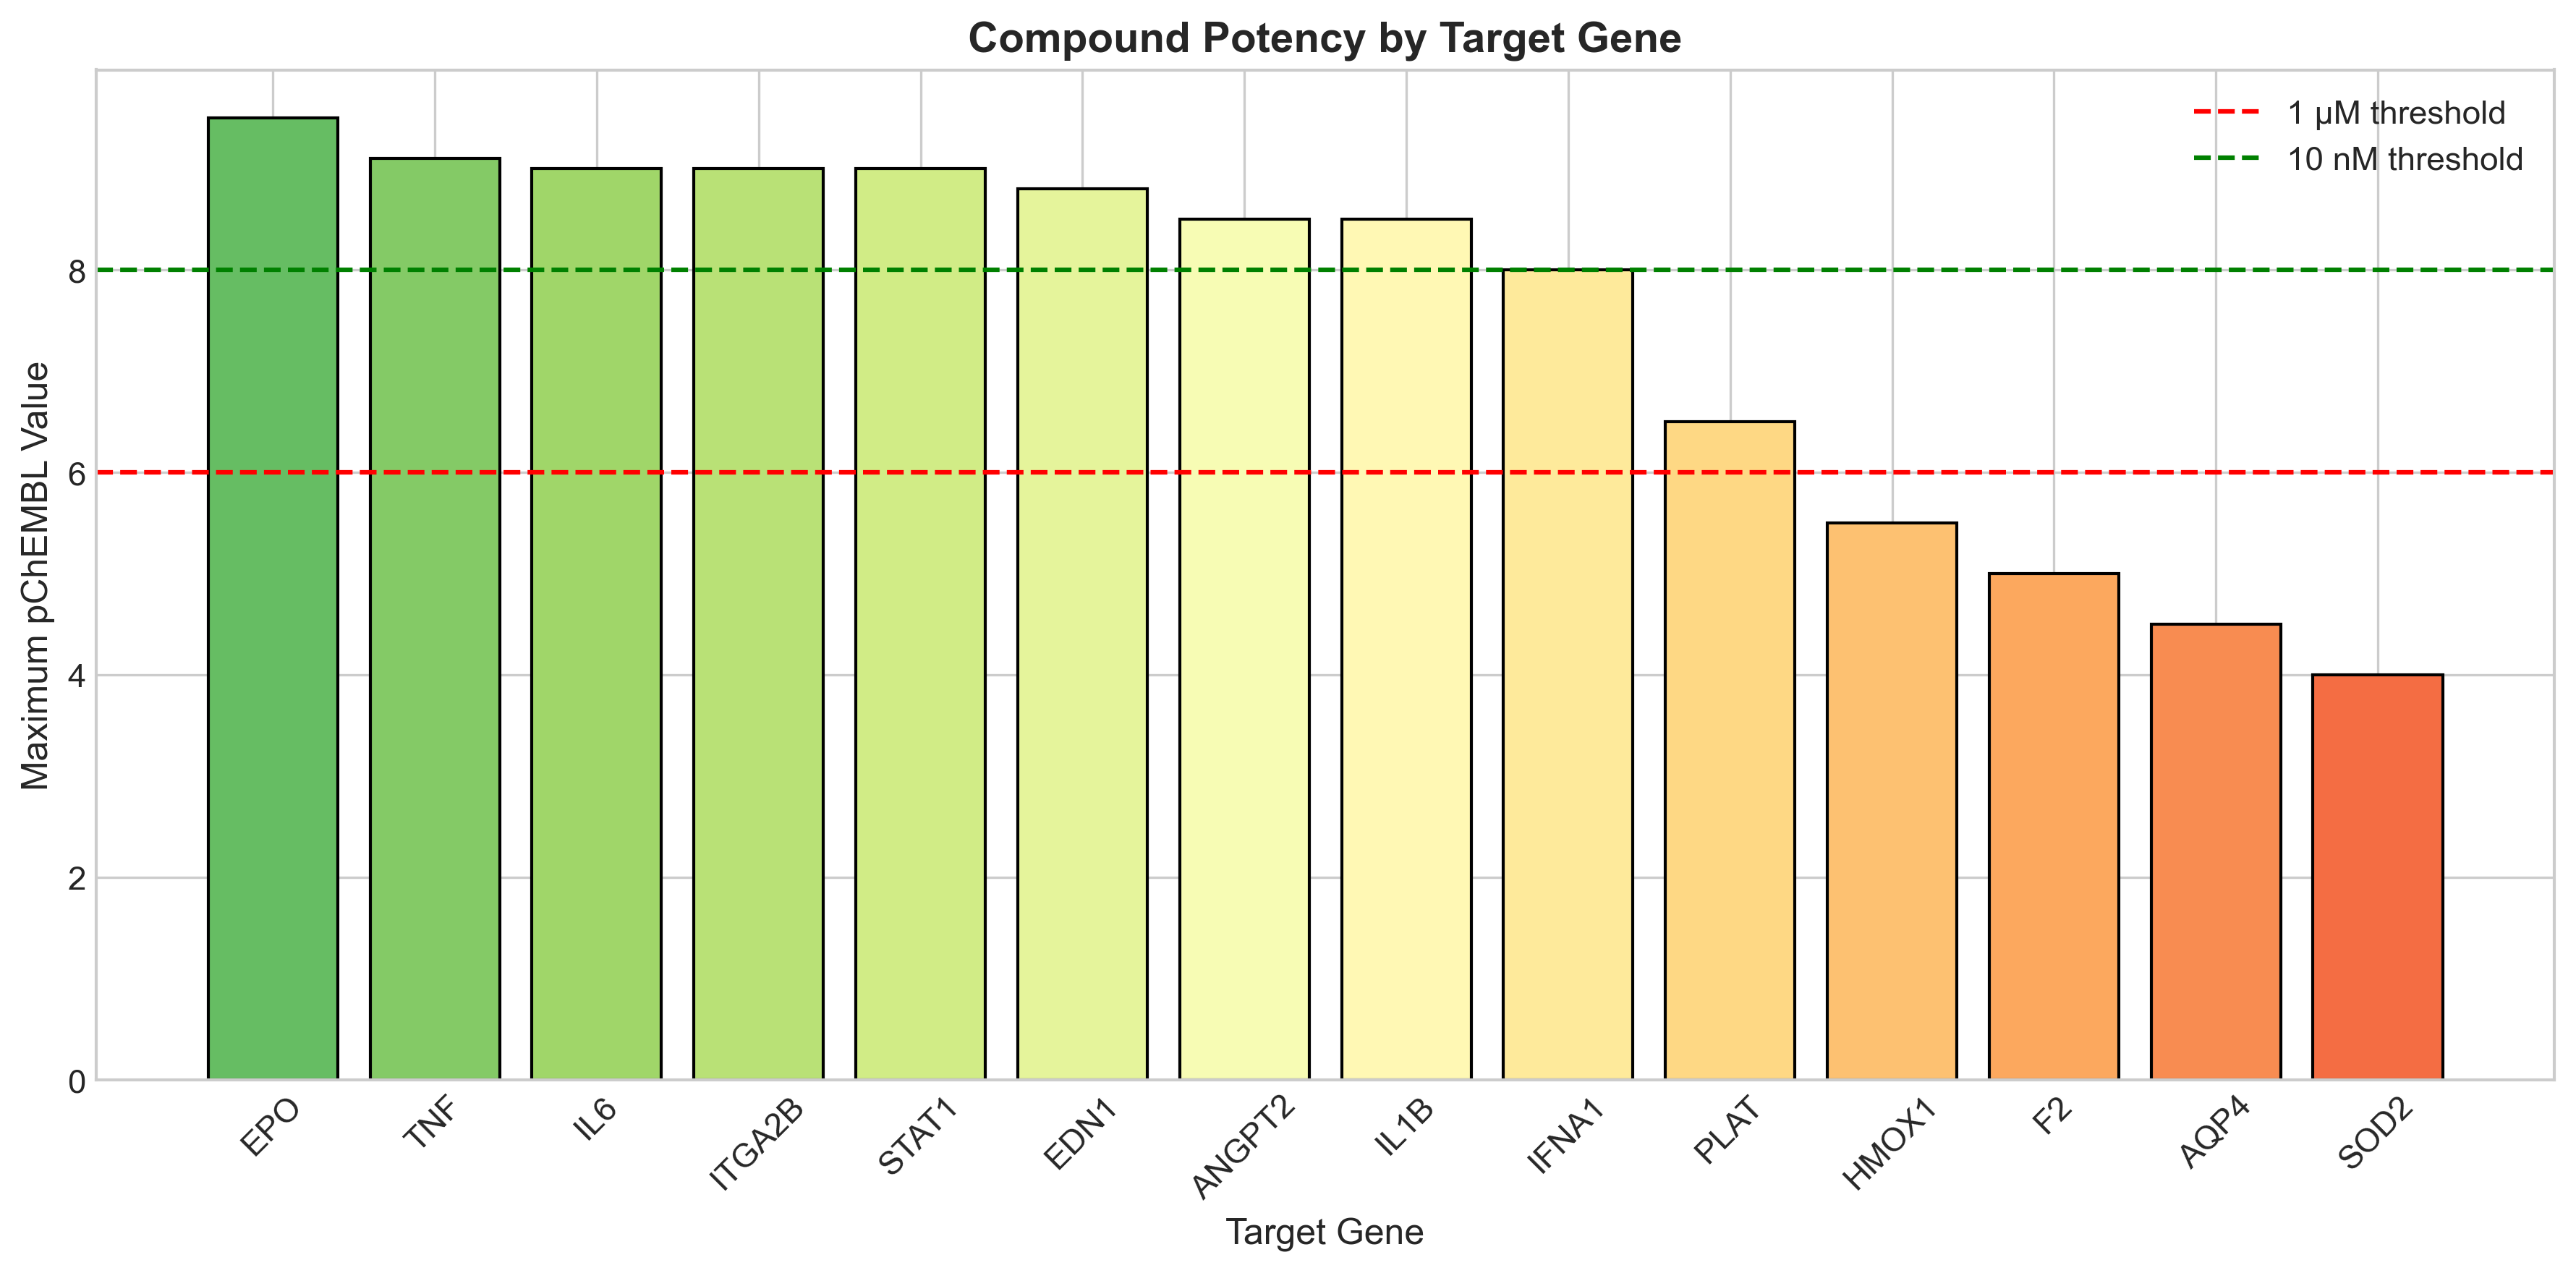 Compound Potency by Target Gene
1 µM threshold
10 nM threshold
Maximum pChEMBL Value
8
6
4
2
0
EPO
TNF
IL6
ITGA2B
STAT1
EDN1
ANGPT2
IL1B
IFNA1
PLAT
HMOX1
F2
AQP4
SOD2
Target Gene